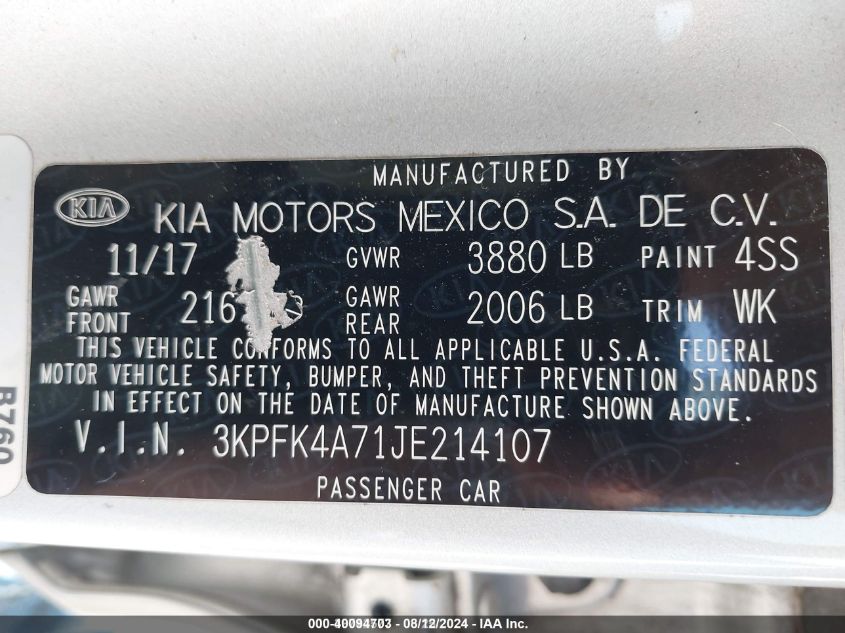 MANUFACTURED BY
KIA KIA MOTORS MEXICO S.A. DE C.V.
11/17 GVWR 3880 LB PAINT 4SS
GAWR FRONT 216 GAWR REAR 2006 LB TRIM WK
THIS VEHICLE CONFORMS TO ALL APPLICABLE U.S.A. FEDERAL
MOTOR VEHICLE SAFETY, BUMPER, AND THEFT PREVENTION STANDARDS
IN EFFECT ON THE DATE OF MANUFACTURE SHOWN ABOVE.
V.I.N. 3KPFK4A71JE214107
PASSENGER CAR
B760
000-40094703 - 08/12/2024 - IAA Inc.